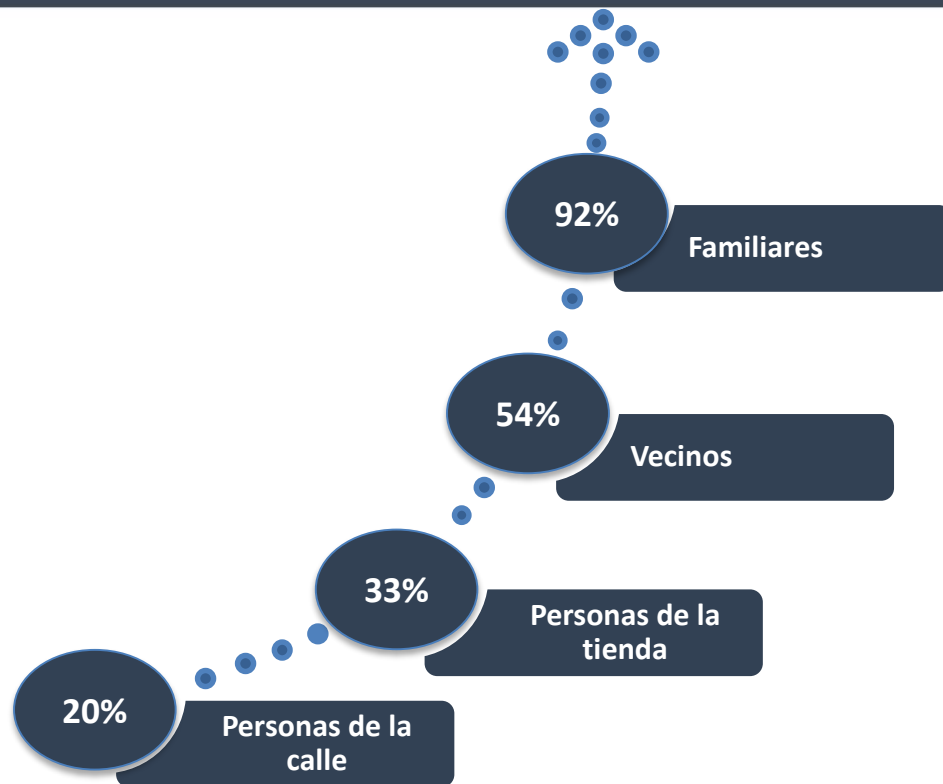 92%
Familiares
54%
Vecinos
33%
Personas de la
tienda
20%
Personas de la
calle